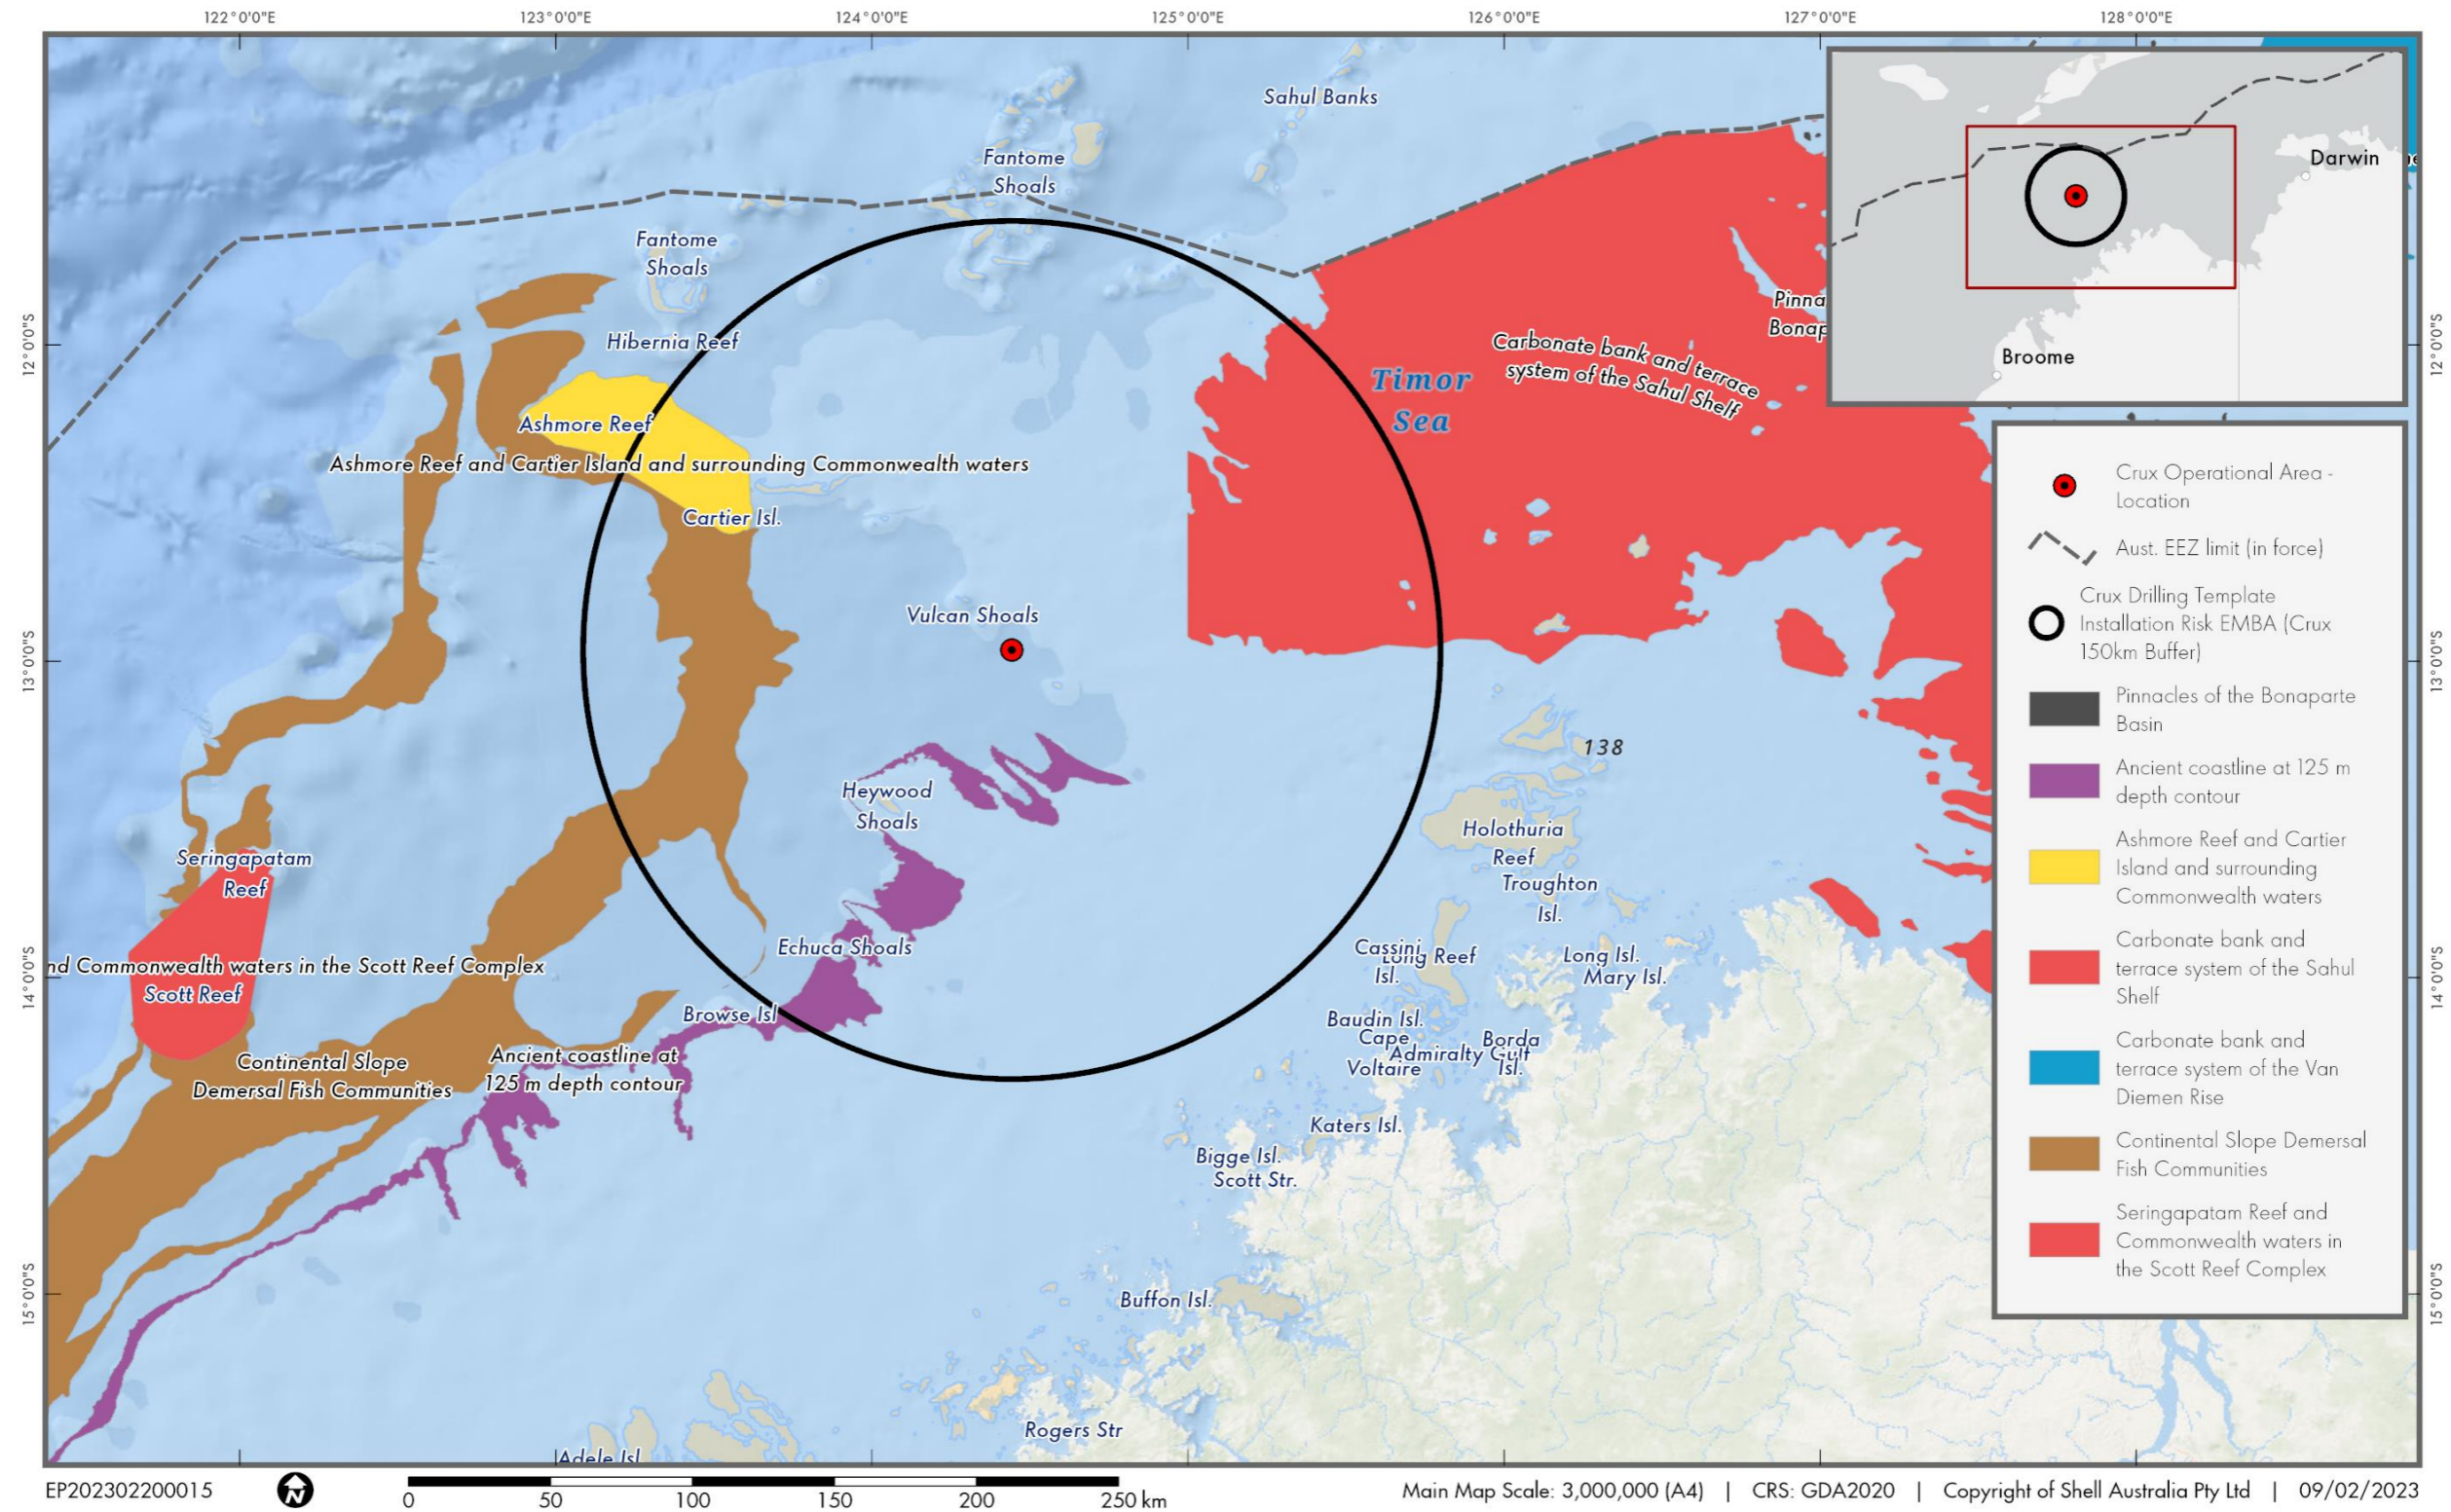 122°0'0"E
123°0'0"E
124°0'0"E
125°0'0"E
126°0'0"E
127°0'0"E
128°0'0"E
Sahul Banks
Fantome
Shoals
Fantome
Shoals
Hibernia Reef
12°0'0"S
12°0'0"S
Ashmore Reef
Ashmore Reef and Cartier Island and surrounding Commonwealth waters
Cartier Isl.
Timor
Sea
Carbonate bank and terrace
system of the Sahul Shelf
Pinna
Bonap
Darwin
Broome
Vulcan Shoals
13°0'0"S
13°0'0"S
138
Heywood
Shoals
Holothuria
Reef
Troughton
Isl.
Seringapatam
Reef
Echuca Shoals
Cassini
Isl.
Long Reef
Long Isl.
Mary Isl.
nd Commonwealth waters in the Scott Reef Complex
Scott Reef
14°0'0"S
14°0'0"S
Browse Isl
Baudin Isl.
Cape
Voltaire
Admiralty Gulf
Borda
Isl.
Continental Slope
Demersal Fish Communities
Ancient coastline at
125 m depth contour
Katers Isl.
Bigge Isl.
Scott Str.
15°0'0"S
15°0'0"S
Buffon Isl.
Rogers Str
Adele Isl
Crux Operational Area -
Location
Aust. EEZ limit (in force)
Crux Drilling Template
Installation Risk EMBA (Crux
150km Buffer)
Pinnacles of the Bonaparte
Basin
Ancient coastline at 125 m
depth contour
Ashmore Reef and Cartier
Island and surrounding
Commonwealth waters
Carbonate bank and
terrace system of the Sahul
Shelf
Carbonate bank and
terrace system of the Van
Diemen Rise
Continental Slope Demersal
Fish Communities
Seringapatam Reef and
Commonwealth waters in
the Scott Reef Complex
EP202302200015
N
0 50 100 150 200 250 km
Main Map Scale: 3,000,000 (A4) | CRS: GDA2020 | Copyright of Shell Australia Pty Ltd | 09/02/2023